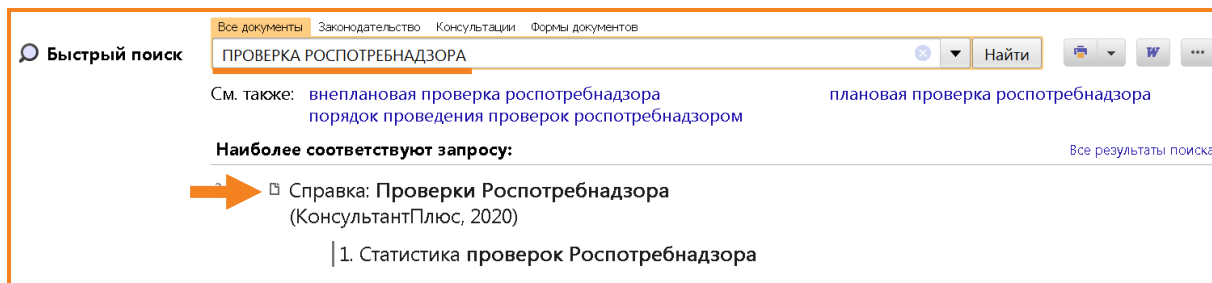 Все документы Законодательство Консультации Формы документов
Быстрый поиск ПРОВЕРКА РОСПОТРЕБНАДЗОРА Найти W ...
См. также: внеплановая проверка роспотребнадзора плановая проверка роспотребнадзора
порядок проведения проверок роспотребнадзором
Наиболее соответствуют запросу: Все результаты поиска
Справка: Проверки Роспотребнадзора
(КонсультантПлюс, 2020)
1. Статистика проверок Роспотребнадзора